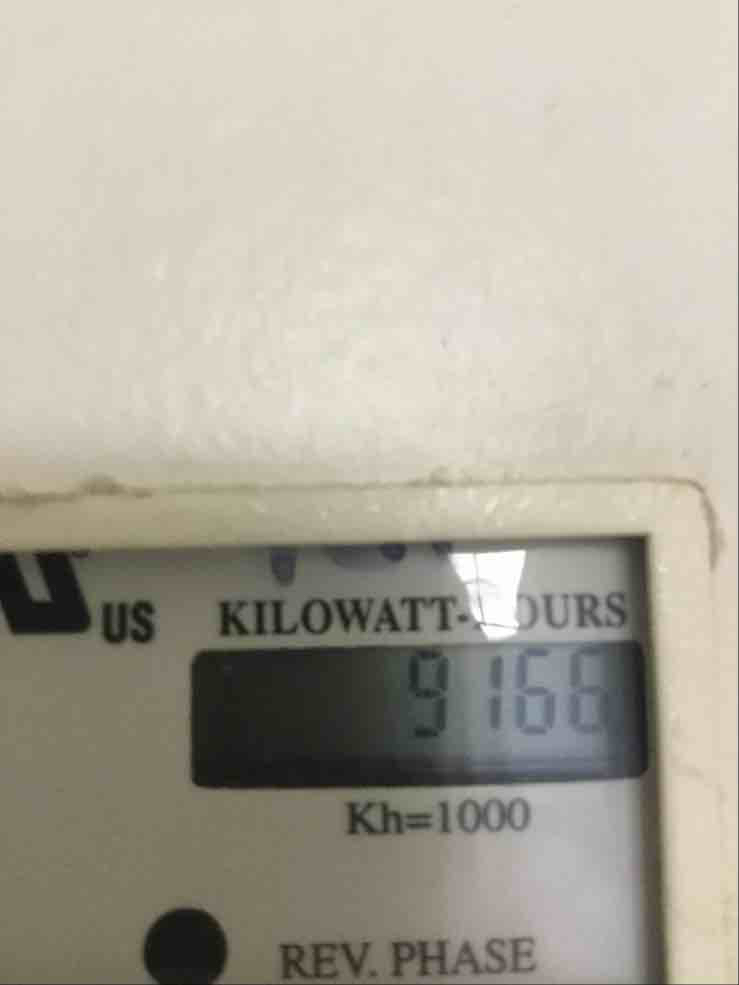 US
KILOWATT-HOURS
9166
Kh=1000
REV. PHASE